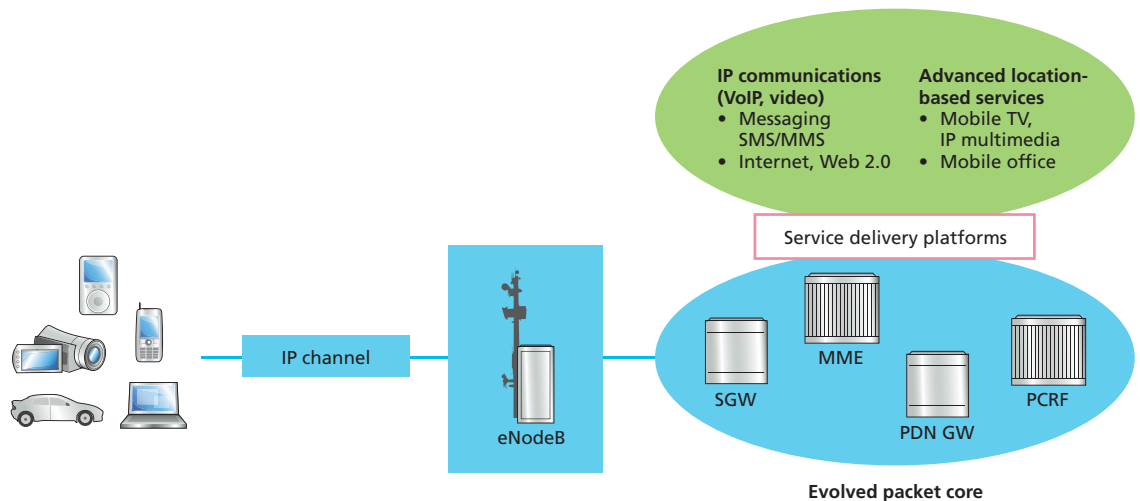 IP communications
(VoIP, video)
• Messaging
SMS/MMS
• Internet, Web 2.0
Advanced location-
based services
• Mobile TV,
IP multimedia
• Mobile office
Service delivery platforms
IP channel
eNodeB
SGW
MME
PDN GW
PCRF
Evolved packet core